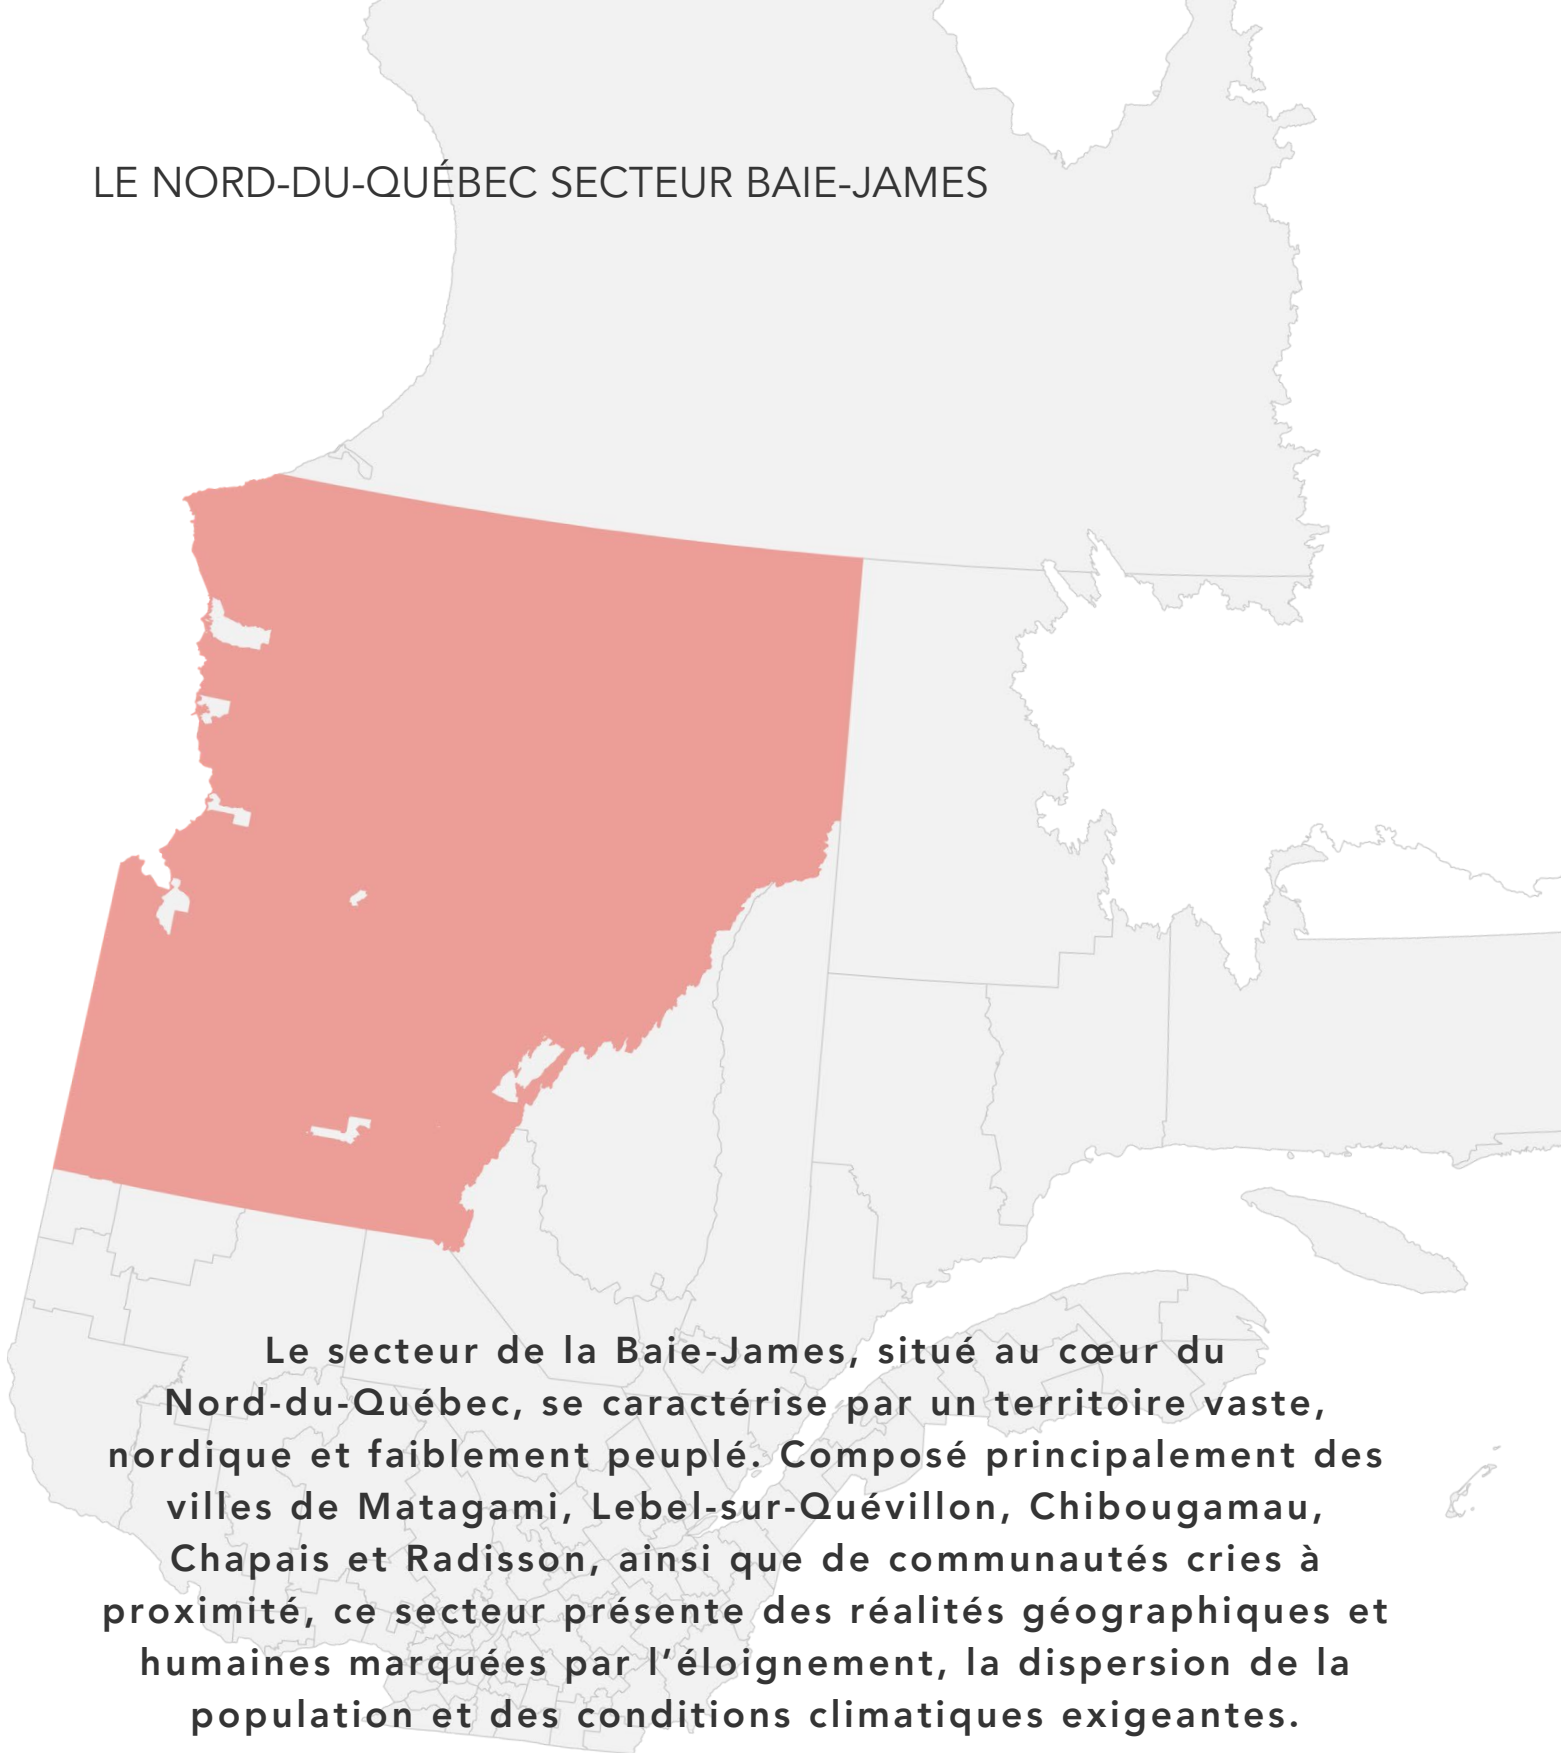 LE NORD-DU-QUÉBEC SECTEUR BAIE-JAMES
Le secteur de la Baie-James, situé au cœur du
Nord-du-Québec, se caractérise par un territoire vaste,
nordique et faiblement peuplé. Composé principalement des
villes de Matagami, Lebel-sur-Quévillon, Chibougamau,
Chapais et Radisson, ainsi que de communautés cries à
proximité, ce secteur présente des réalités géographiques et
humaines marquées par l’éloignement, la dispersion de la
population et des conditions climatiques exigeantes.